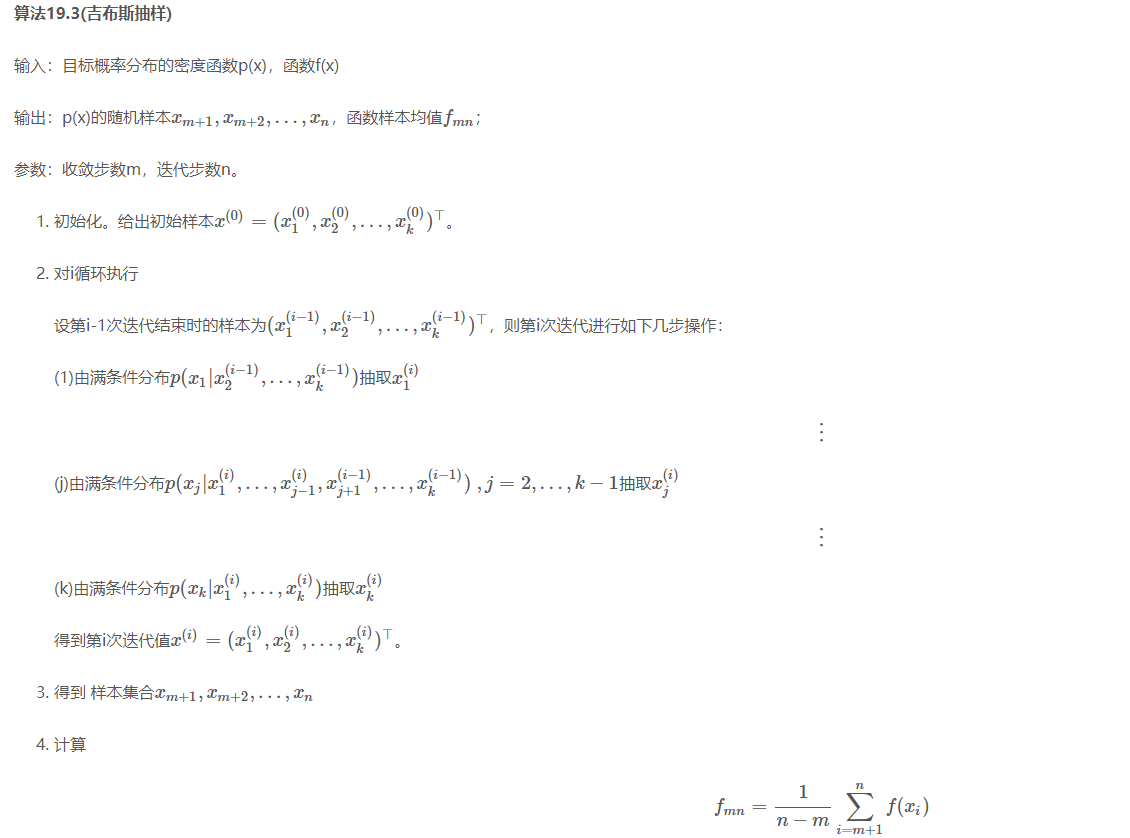 算法19.3(吉布斯抽样)
输入：目标概率分布的密度函数p(x)，函数f(x)
输出：p(x)的随机样本$x_{m+1}, x_{m+2}, \ldots, x_n$，函数样本均值$f_{mn}$；
参数：收敛步数m，迭代步数n。
1. 初始化。给出初始样本$x^{(0)} = (x_1^{(0)}, x_2^{(0)}, \ldots, x_k^{(0)})^\top$。
2. 对i循环执行
设第i-1次迭代结束时的样本为$(x_1^{(i-1)}, x_2^{(i-1)}, \ldots, x_k^{(i-1)})^\top$，则第i次迭代进行如下几步操作：
(1)由满条件分布$p(x_1|x_2^{(i-1)}, \ldots, x_k^{(i-1)})$抽取$x_1^{(i)}$
⋮
(j)由满条件分布$p(x_j|x_1^{(i)}, \ldots, x_{j-1}^{(i)}, x_{j+1}^{(i-1)}, \ldots, x_k^{(i-1)}) , j = 2, \ldots, k-1$抽取$x_j^{(i)}$
⋮
(k)由满条件分布$p(x_k|x_1^{(i)}, \ldots, x_k^{(i)})$抽取$x_k^{(i)}$
得到第i次迭代值$x^{(i)} = (x_1^{(i)}, x_2^{(i)}, \ldots, x_k^{(i)})^\top$。
3. 得到 样本集合$x_{m+1}, x_{m+2}, \ldots, x_n$
4. 计算
$f_{mn} = \frac{1}{n-m} \sum_{i=m+1}^{n} f(x_i)$